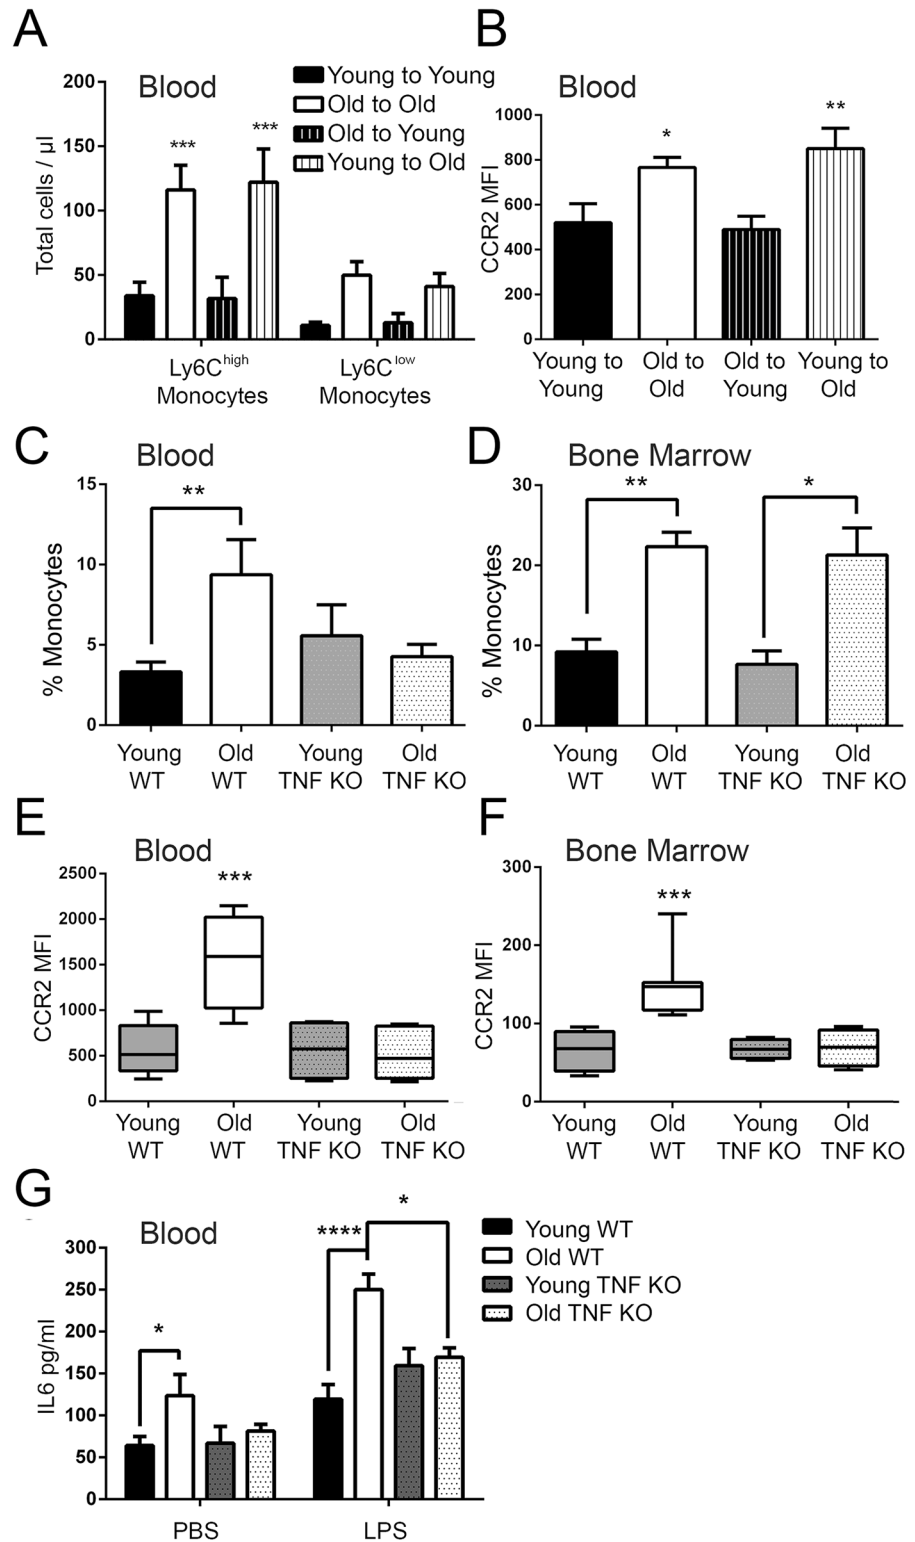 A
Blood
Young to Young
Old to Old
Old to Young
Young to Old
Total cells / µl
200
150
100
50
0
***
***
Ly6Chigh
Monocytes
Ly6Clow
Monocytes
B
Blood
CCR2 MFI
1000
800
600
400
200
0
*
**
Young to
Young
Old to
Old
Old to
Young
Young to
Old
C
Blood
% Monocytes
15
10
5
0
**
Young
WT
Old
WT
Young
TNF KO
Old
TNF KO
D
Bone Marrow
% Monocytes
30
20
10
0
**
*
Young
WT
Old
WT
Young
TNF KO
Old
TNF KO
E
Blood
CCR2 MFI
2500
2000
1500
1000
500
0
***
Young
WT
Old
WT
Young
TNF KO
Old
TNF KO
F
Bone Marrow
CCR2 MFI
300
200
100
0
***
Young
WT
Old
WT
Young
TNF KO
Old
TNF KO
G
Blood
IL6 pg/ml
300
250
200
150
100
50
0
*
****
*
PBS
LPS
Young WT
Old WT
Young TNF KO
Old TNF KO